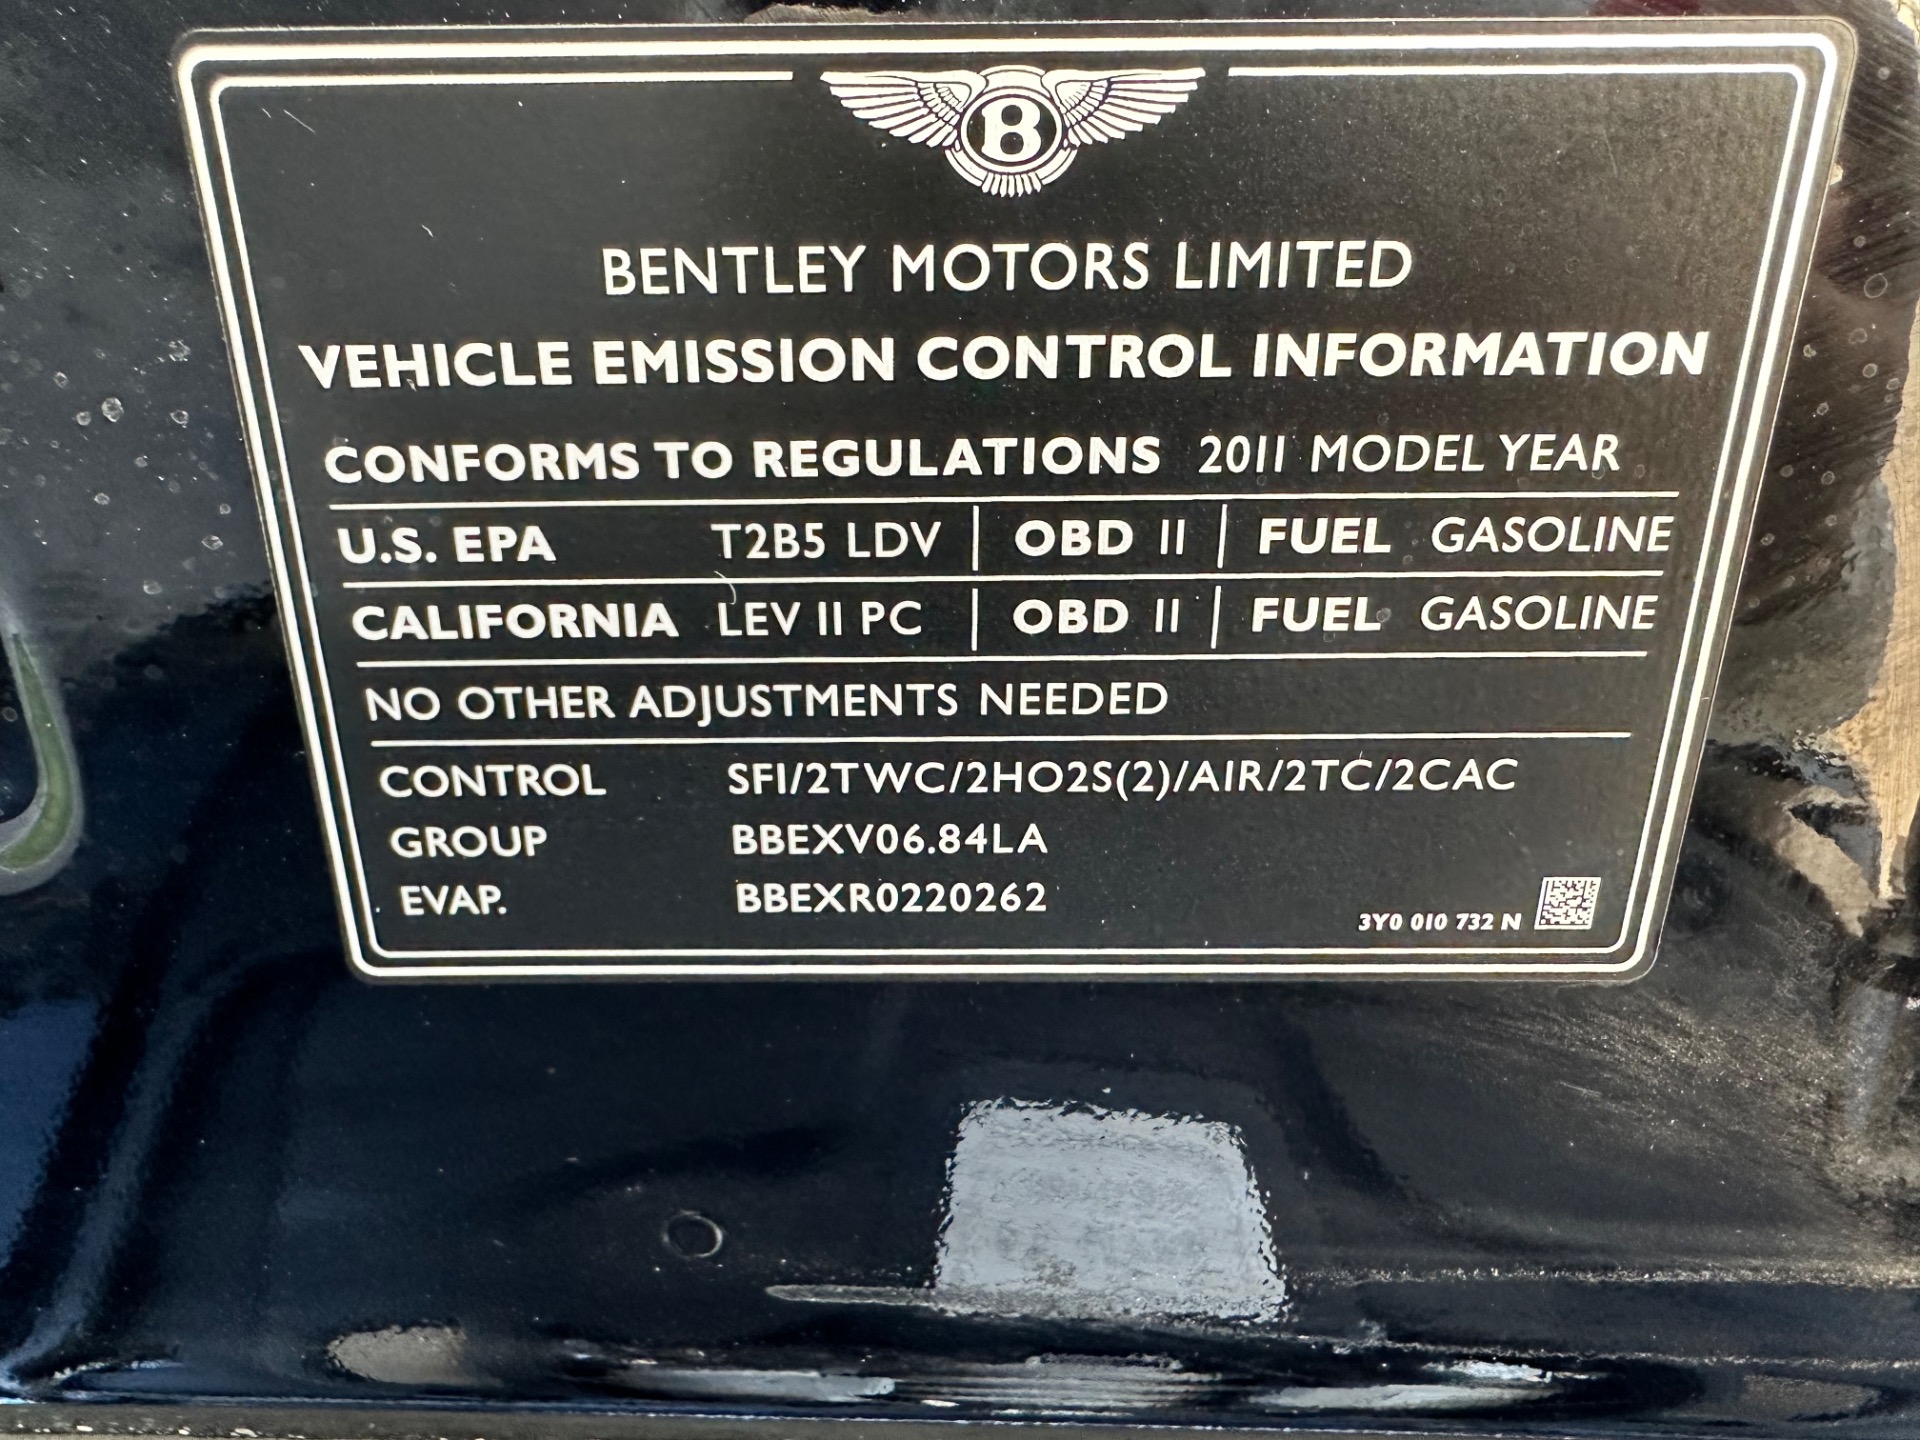 B
BENTLEY MOTORS LIMITED
VEHICLE EMISSION CONTROL INFORMATION
CONFORMS TO REGULATIONS 2011 MODEL YEAR
U.S. EPA T2B5 LDV | OBD II | FUEL GASOLINE
CALIFORNIA LEV II PC | OBD II | FUEL GASOLINE
NO OTHER ADJUSTMENTS NEEDED
CONTROL SFI/2TWC/2HO2S(2)/AIR/2TC/2CAC
GROUP BBEXV06.84LA
EVAP. BBEXR0220262
3Y0 010 732 N